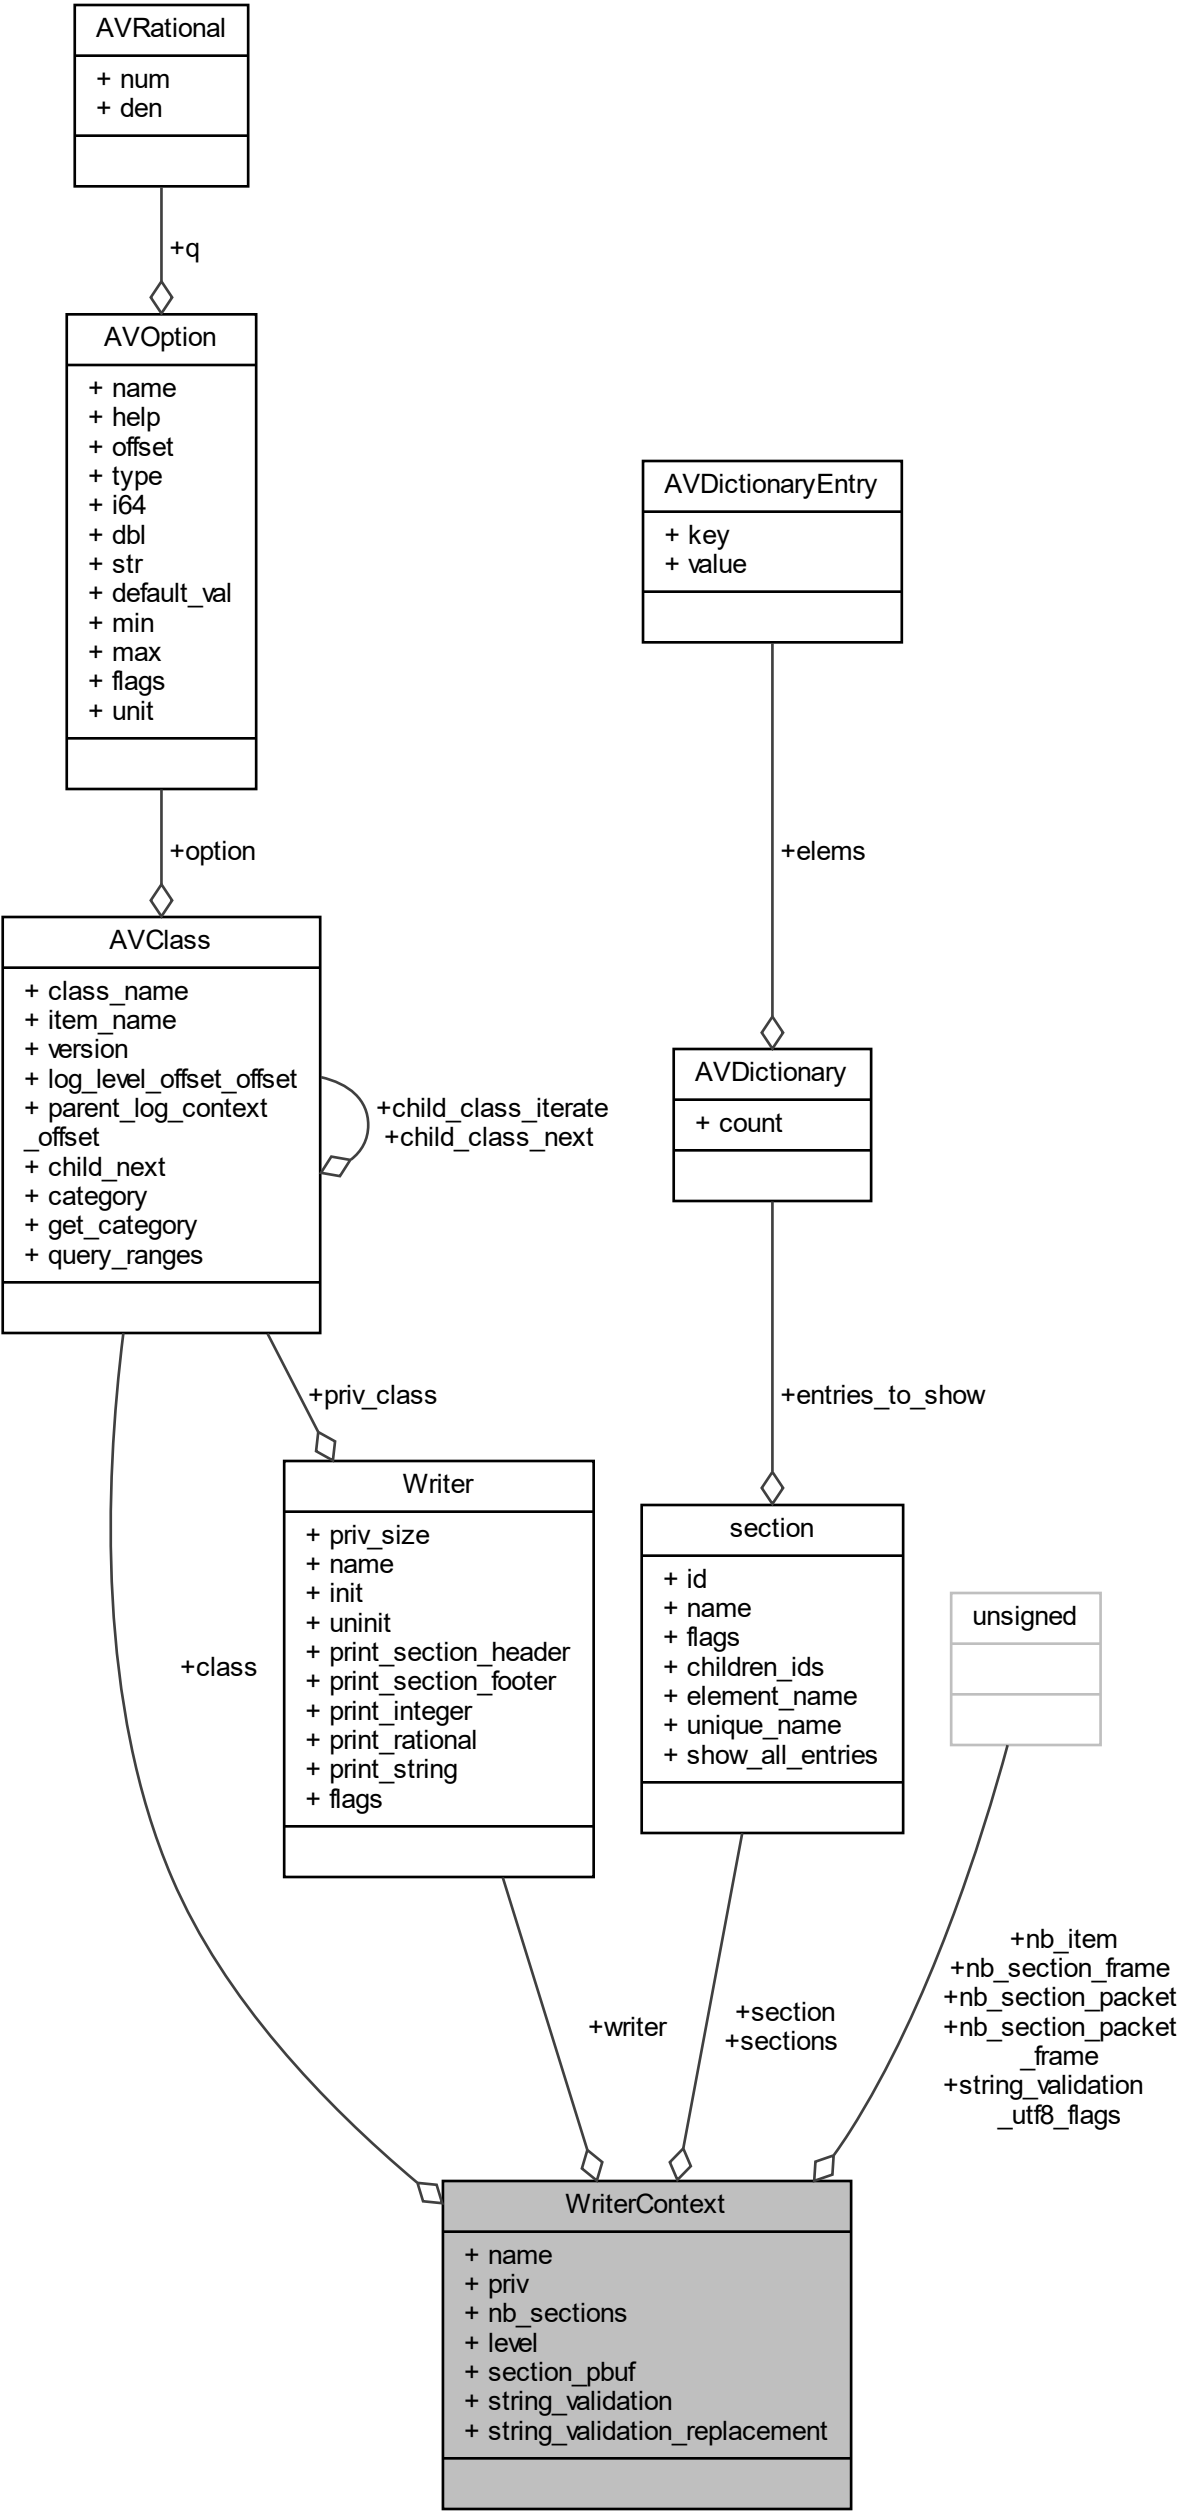 AVRational
+ num
+ den
+q
AVOption
+ name
+ help
+ offset
+ type
+ i64
+ dbl
+ str
+ default_val
+ min
+ max
+ flags
+ unit
AVDictionaryEntry
+ key
+ value
+option
+elems
AVClass
+ class_name
+ item_name
+ version
+ log_level_offset_offset
+ parent_log_context
_offset
+ child_next
+ category
+ get_category
+ query_ranges
+child_class_iterate
+child_class_next
AVDictionary
+ count
+priv_class
+entries_to_show
Writer
+ priv_size
+ name
+ init
+ uninit
+ print_section_header
+ print_section_footer
+ print_integer
+ print_rational
+ print_string
+ flags
section
+ id
+ name
+ flags
+ children_ids
+ element_name
+ unique_name
+ show_all_entries
unsigned
+class
+writer
+section
+sections
+nb_item
+nb_section_frame
+nb_section_packet
+nb_section_packet
_frame
+string_validation
_utf8_flags
WriterContext
+ name
+ priv
+ nb_sections
+ level
+ section_pbuf
+ string_validation
+ string_validation_replacement